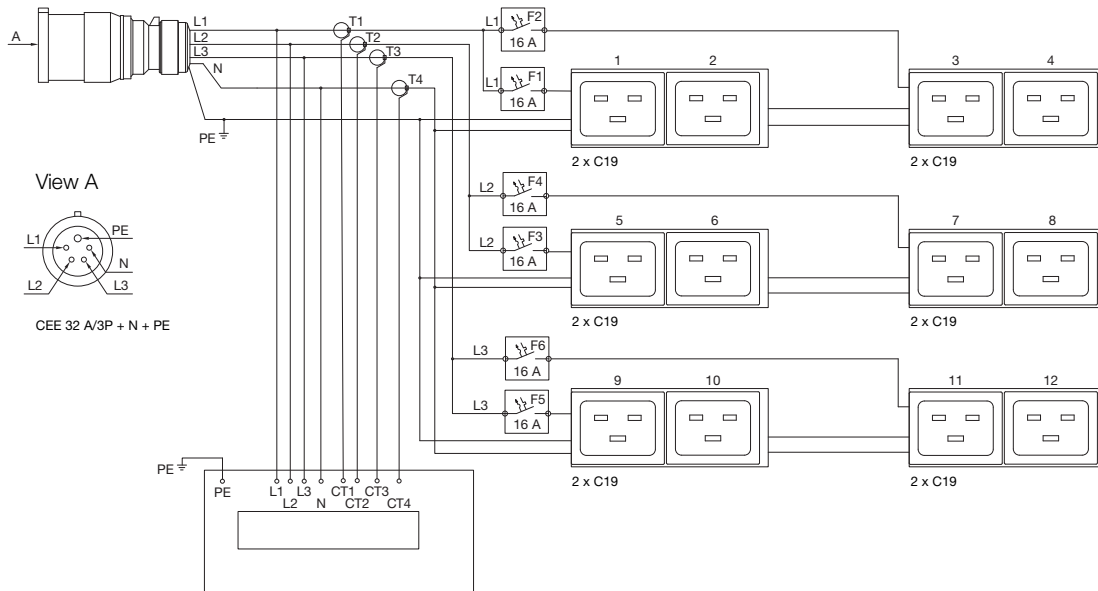 A
L1
L2
L3
N
PE
T1
T2
T3
T4
L1
F2
16 A
L1
F1
16 A
1
2
3
4
2 x C19
2 x C19
View A
L1
PE
N
L2
L3
CEE 32 A/3P + N + PE
L2
F4
16 A
L2
F3
16 A
5
6
7
8
2 x C19
2 x C19
L3
F6
16 A
L3
F5
16 A
9
10
11
12
2 x C19
2 x C19
PE
PE
L1
L2
L3
N
CT1
CT2
CT3
CT4